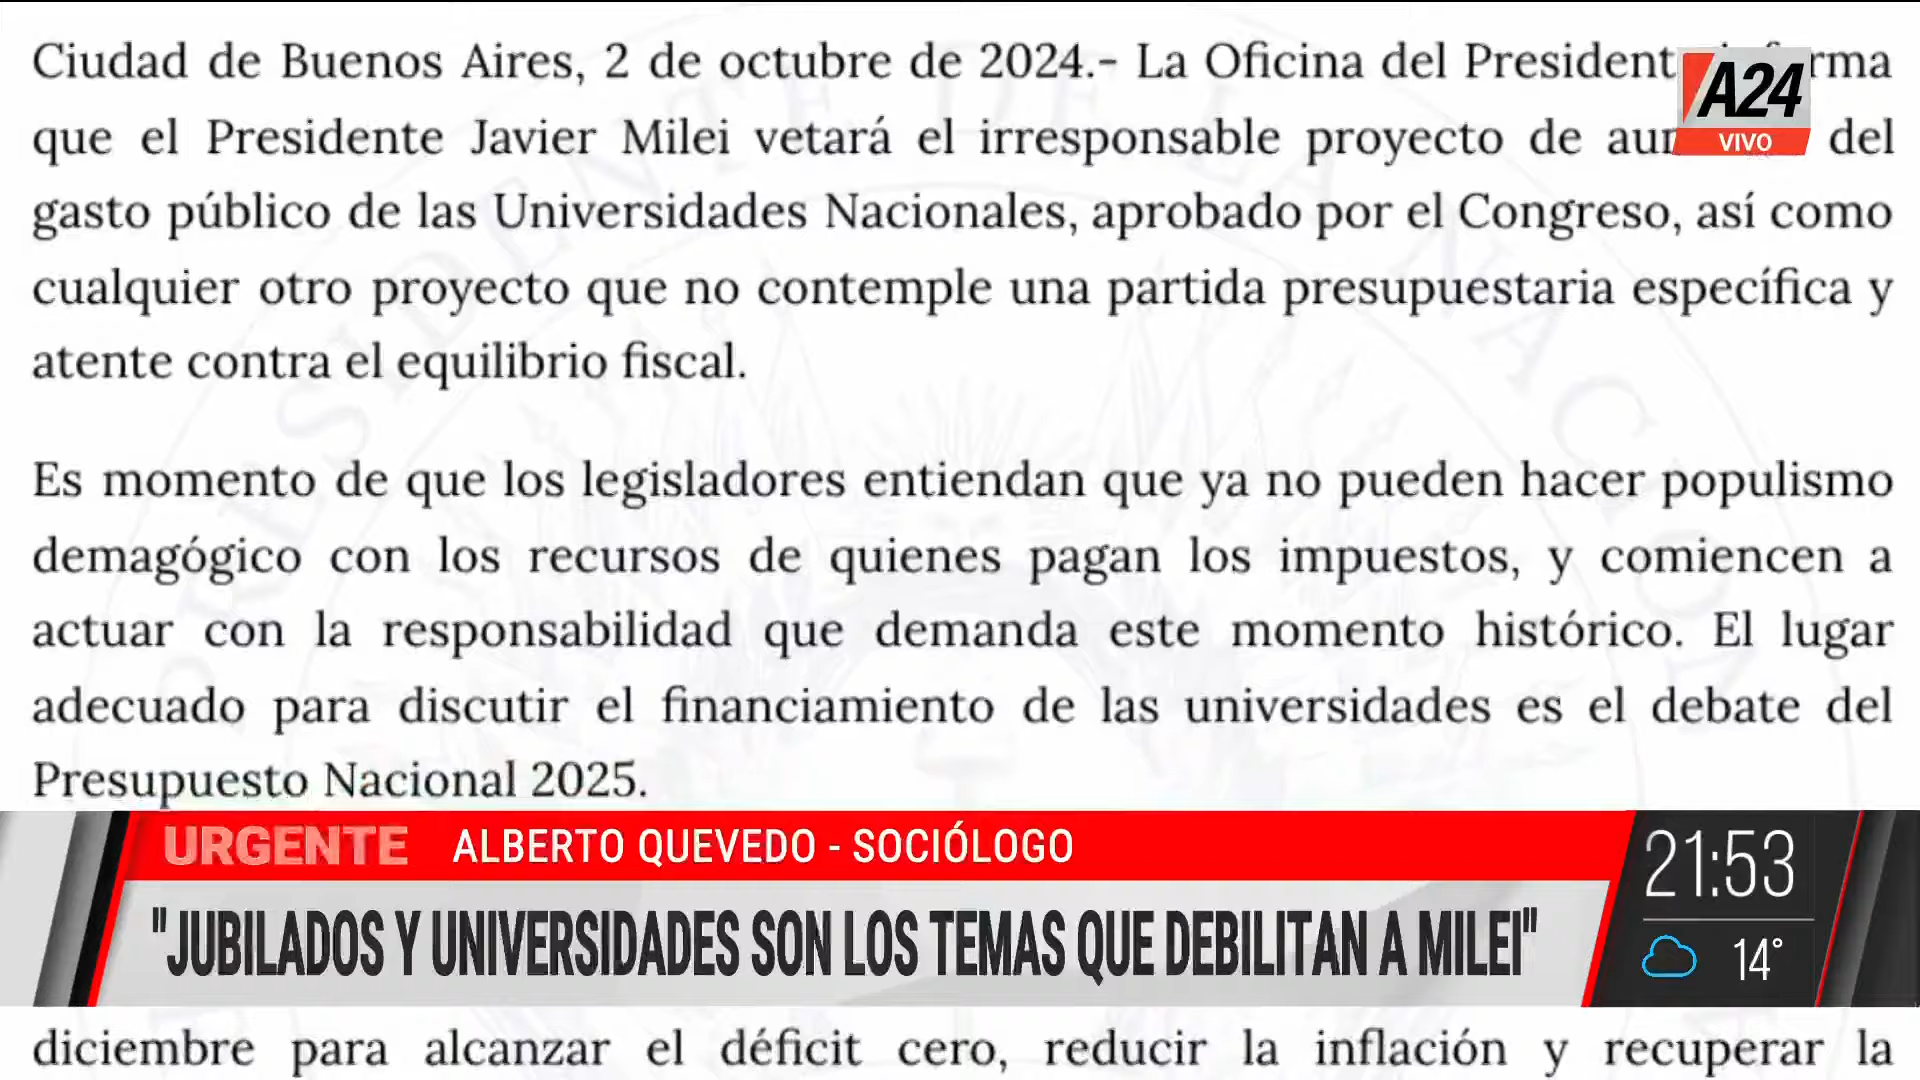 Ciudad de Buenos Aires, 2 de octubre de 2024.- La Oficina del
que el Presidente Javier Milei vetará el irresponsable proyecto de del
gasto público de las Universidades Nacionales, aprobado por el Congreso, así como
cualquier otro proyecto que no contemple una partida presupuestaria específica y
atente contra el equilibrio fiscal.
Es momento de que los legisladores entiendan que ya no pueden hacer populismo
demagógico con los recursos de quienes pagan los impuestos, y comiencen a
actuar con la responsabilidad que demanda este momento histórico. El lugar
adecuado para discutir el financiamiento de las universidades es el debate del
Presupuesto Nacional 2025.
A24
VIVO
PRESIDENTE DE LA NACION
URGENTE ALBERTO QUEVEDO - SOCIÓLOGO
"JUBILADOS Y UNIVERSIDADES SON LOS TEMAS QUE DEBILITAN A MILEI"
21:53
14°
diciembre para alcanzar el déficit cero, reducir la inflación y recuperar la